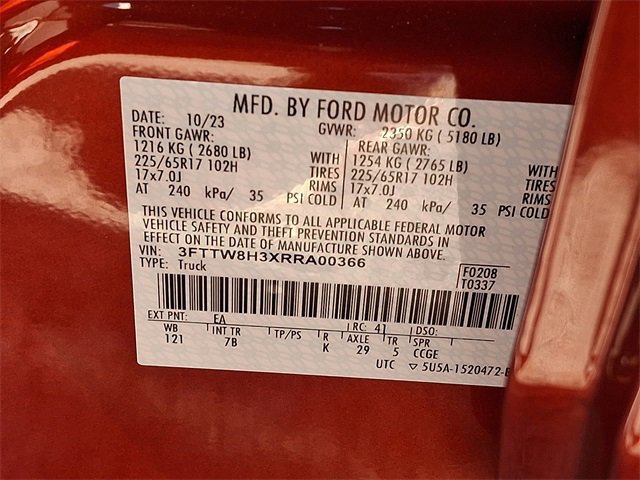 MFD. BY FORD MOTOR CO.
DATE: 10/23 GVWR: 2350 KG ( 5180 LB)
FRONT GAWR: REAR GAWR:
1216 KG ( 2680 LB) WITH 1254 KG ( 2765 LB) WITH
225/65R17 102H TIRES 225/65R17 102H TIRES
17x7.0J RIMS 17x7.0J RIMS
AT 240 kPa/ 35 PSI COLD AT 240 kPa/ 35 PSI COLD
THIS VEHICLE CONFORMS TO ALL APPLICABLE FEDERAL MOTOR
VEHICLE SAFETY AND THEFT PREVENTION STANDARDS IN
EFFECT ON THE DATE OF MANUFACTURE SHOWN ABOVE.
VIN: 3FTTW8H3XRRA00366
TYPE: Truck
F0208
T0337
EXT PNT: EA RC: 41 DSO:
WB INT TR TP/PS R AXLE TR SPR
121 7B K 29 5 CCGE
UTC ▽ 5U5A-1520472-